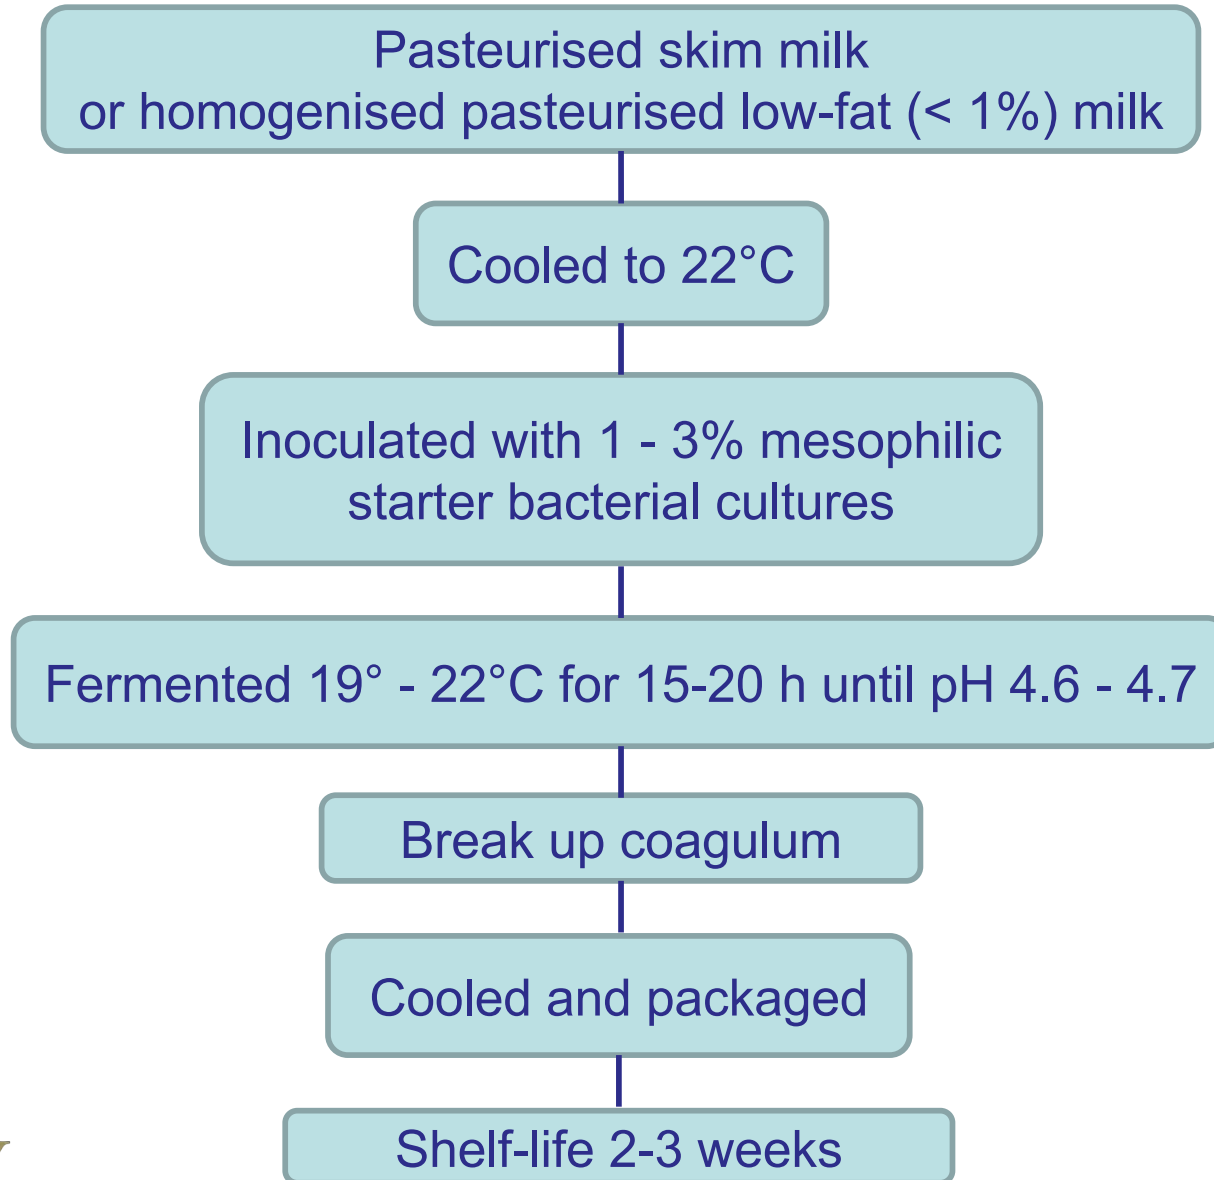 Pasteurised skim milk
or homogenised pasteurised low-fat (< 1%) milk
Cooled to 22°C
Inoculated with 1 - 3% mesophilic
starter bacterial cultures
Fermented 19° - 22°C for 15-20 h until pH 4.6 - 4.7
Break up coagulum
Cooled and packaged
Shelf-life 2-3 weeks